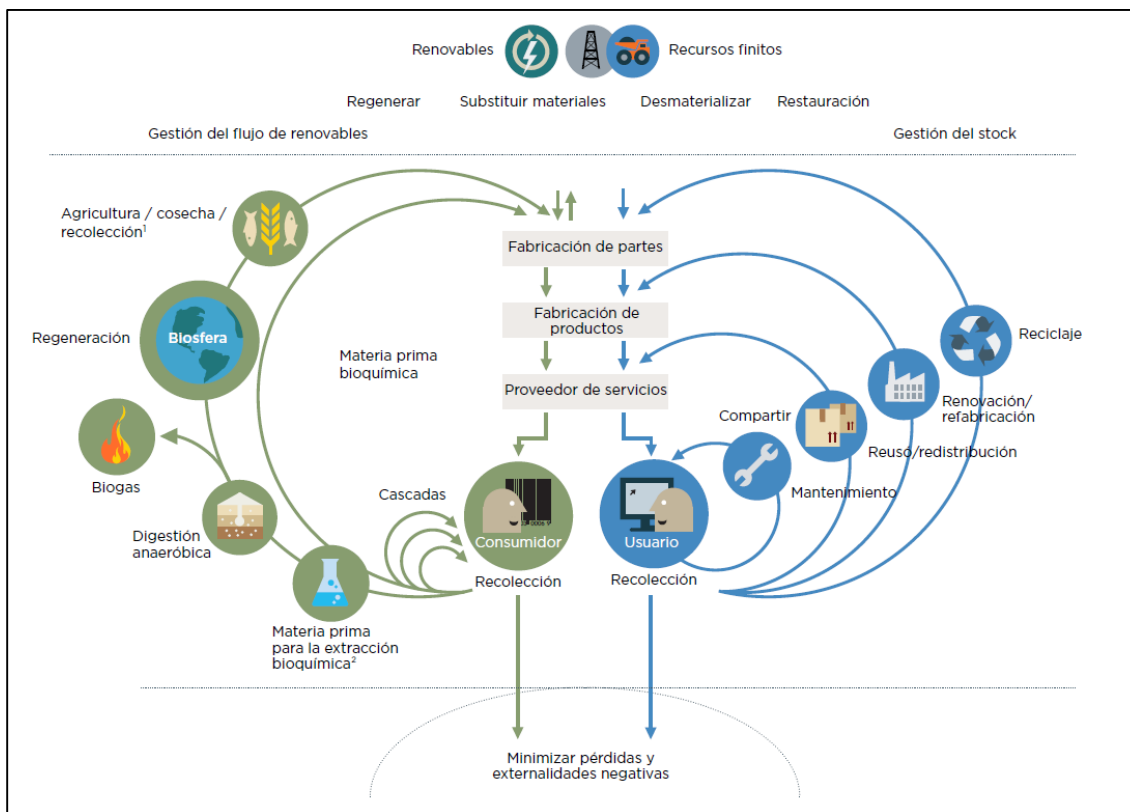 Renovables
Recursos finitos
Regenerar
Substituir materiales
Desmaterializar
Restauración
Gestión del flujo de renovables
Gestión del stock
Agricultura / cosecha /
recolección¹
Fabricación de partes
Regeneración
Biosfera
Fabricación de
productos
Reciclaje
Materia prima
bioquímica
Proveedor de servicios
Renovación/
refabricación
Compartir
Reuso/redistribución
Biogas
Mantenimiento
Cascadas
Digestión
anaeróbica
Consumidor
Usuario
Recolección
Recolección
Materia prima
para la extracción
bioquímica²
Minimizar pérdidas y
externalidades negativas